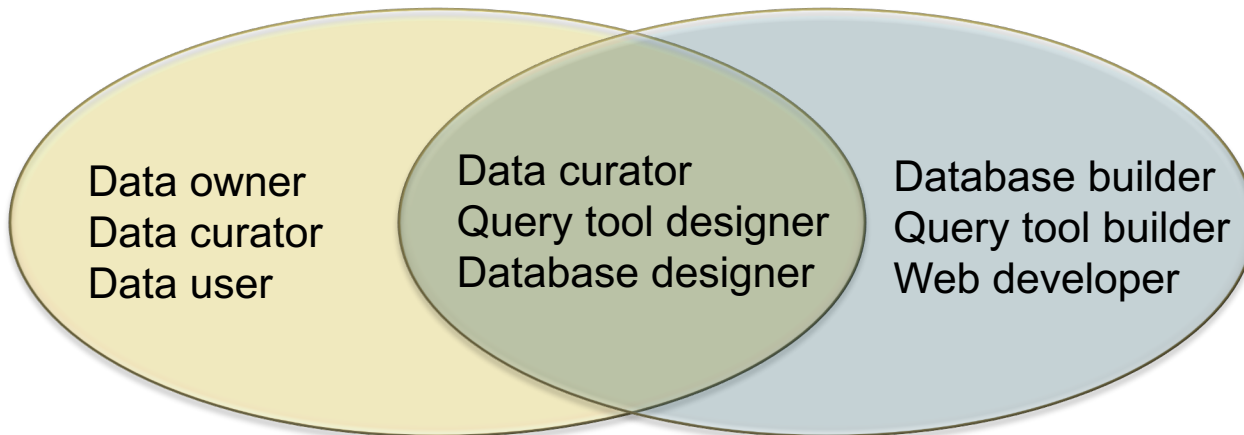 Data owner
Data curator
Data user
Data curator
Query tool designer
Database designer
Database builder
Query tool builder
Web developer